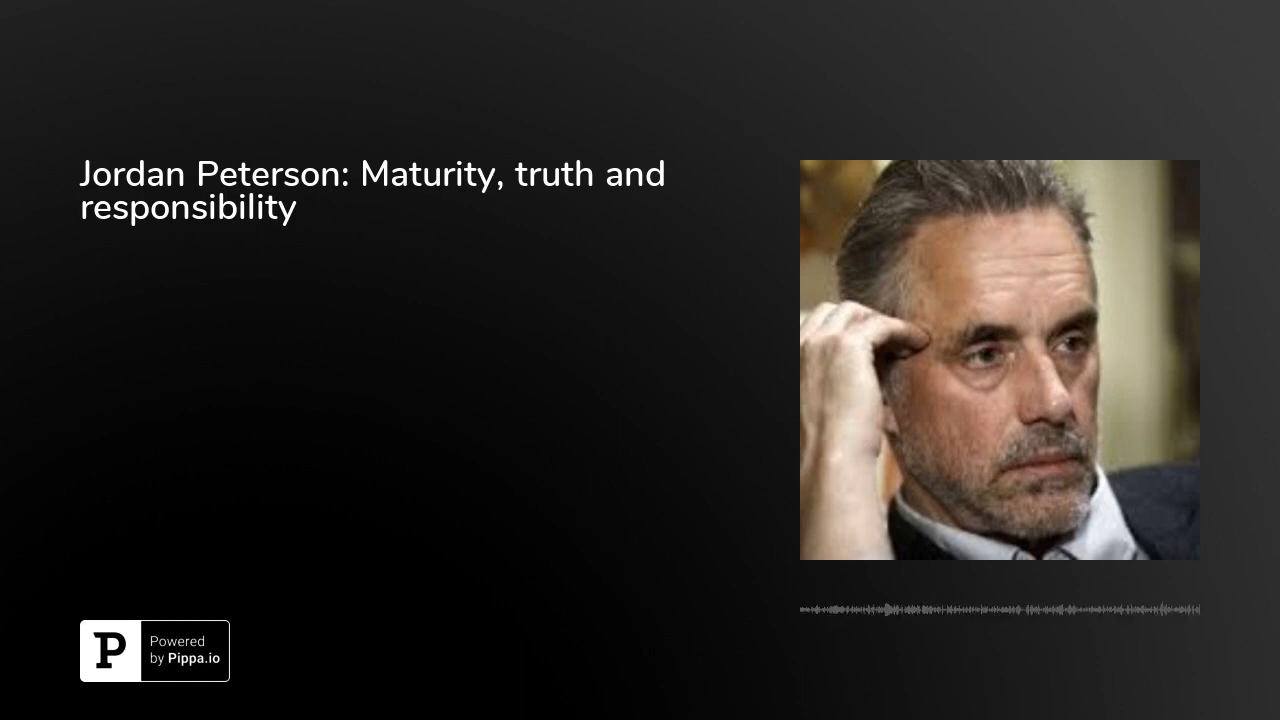 Jordan Peterson: Maturity, truth and
responsibility
P
Powered
by Pippa.io